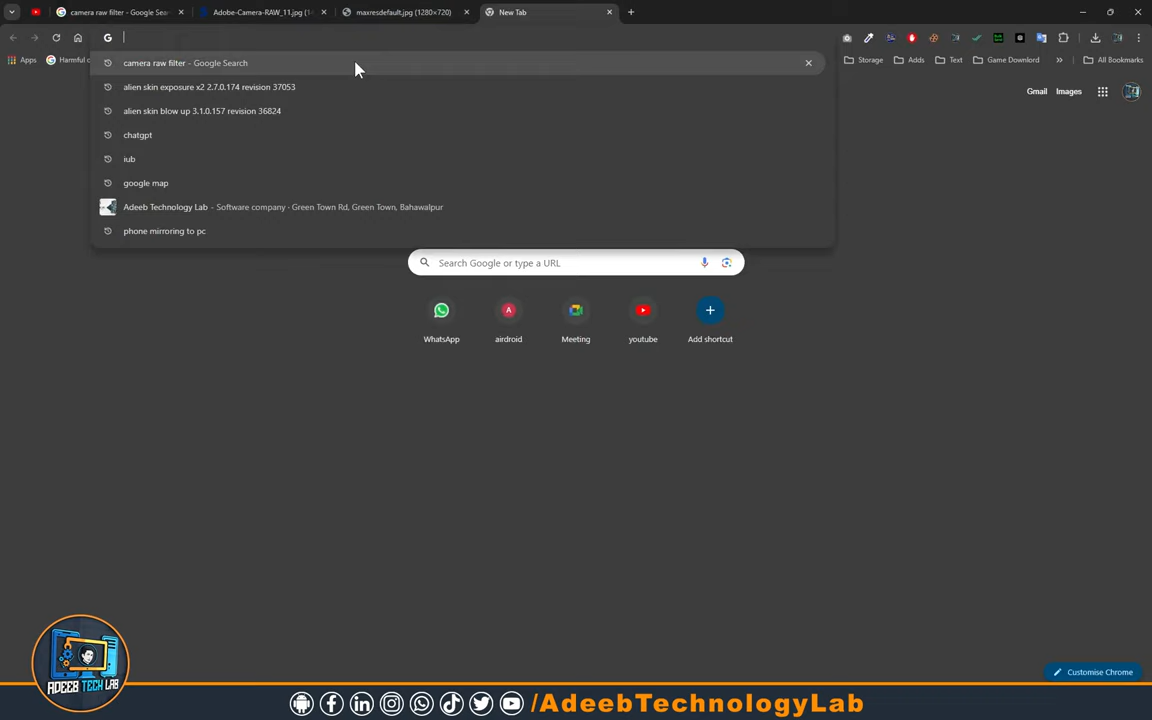 camera raw filter - Google Sear
Adobe-Camera-RAW_11.jpg (1
maxresdefault.jpg (1280×720)
New Tab
G
Apps
Harmful c
Storage
Adds
Text
Game Downlord
»
All Bookmarks
camera raw filter - Google Search
alien skin exposure x2 2.7.0.174 revision 37053
alien skin blow up 3.1.0.157 revision 36824
chatgpt
iub
google map
Adeeb Technology Lab - Software company · Green Town Rd, Green Town, Bahawalpur
phone mirroring to pc
Gmail
Images
Search Google or type a URL
WhatsApp
A
airdroid
Meeting
youtube
Add shortcut
Customise Chrome
ADEEB TECH LAB
/AdeebTechnologyLab